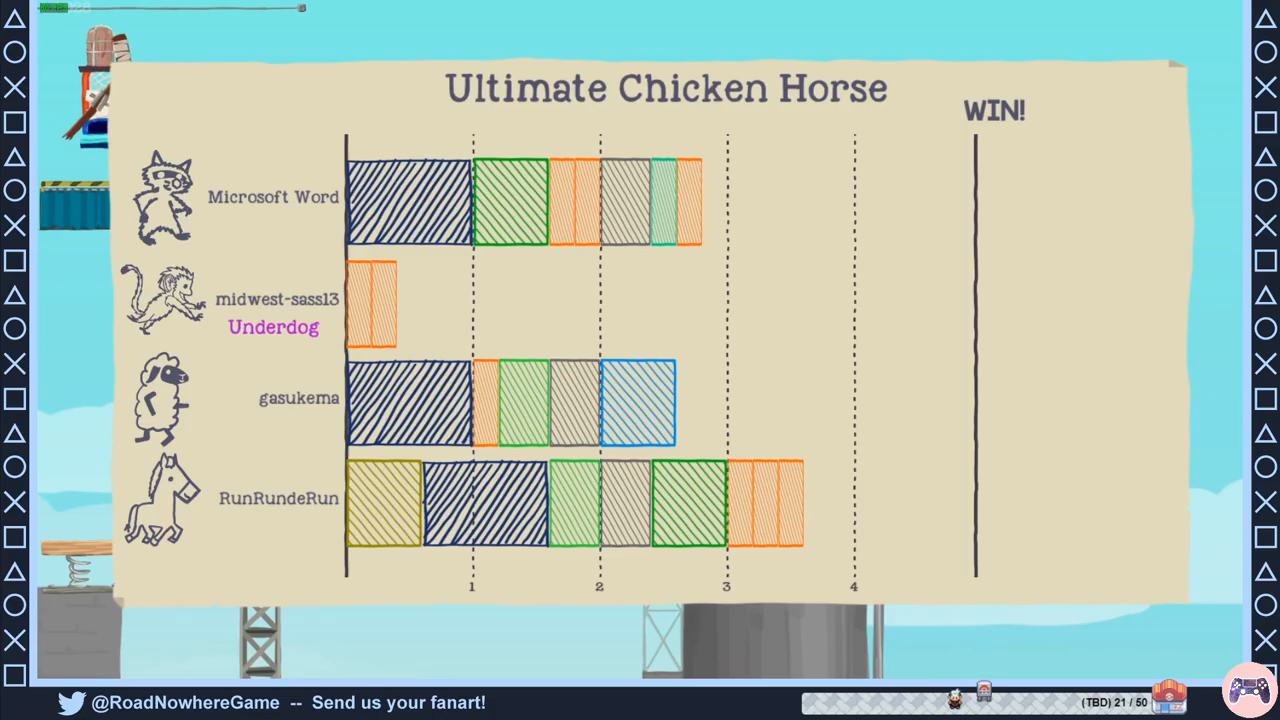 Ultimate Chicken Horse
WIN!
Microsoft Word
midwest-sass13
Underdog
gasukema
RunRundeRun
1 2 3 4
@RoadNowhereGame -- Send us your fanart!
(TBD) 21 / 50